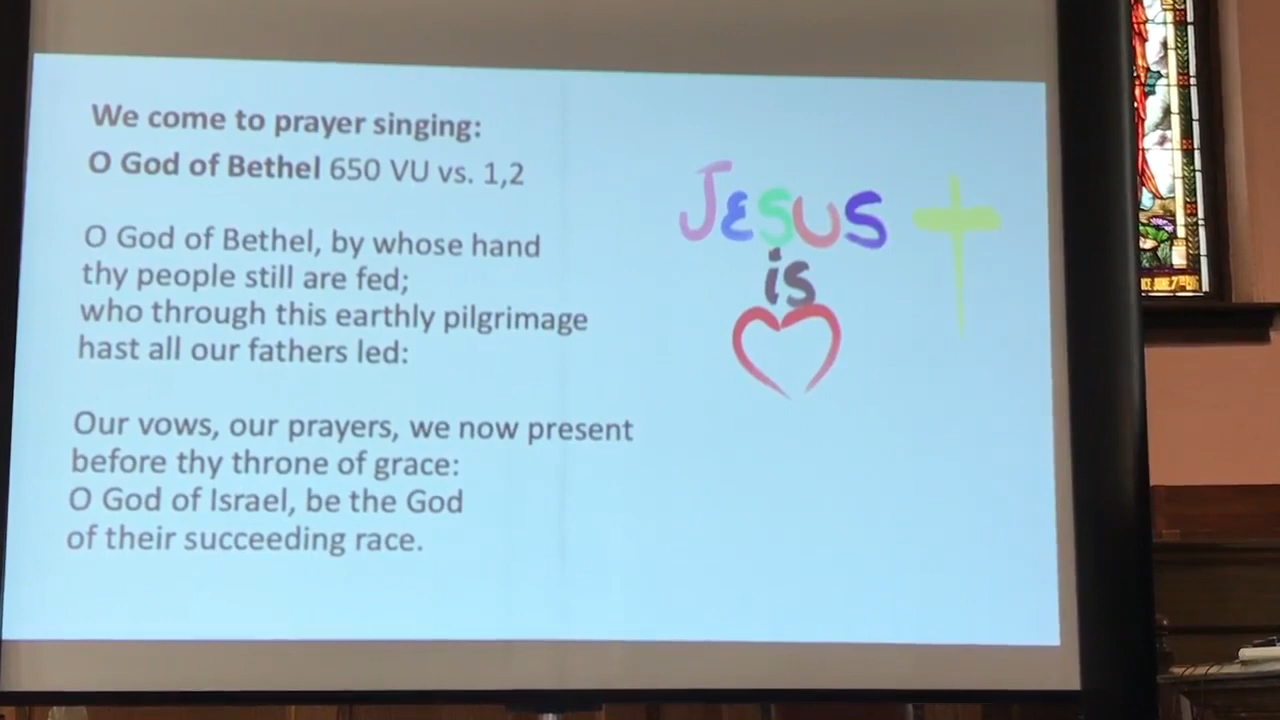 We come to prayer singing:
O God of Bethel 650 VU vs. 1,2
O God of Bethel, by whose hand
thy people still are fed;
who through this earthly pilgrimage
hast all our fathers led:
Our vows, our prayers, we now present
before thy throne of grace:
O God of Israel, be the God
of their succeeding race.
JESUS
is
JUNE 7